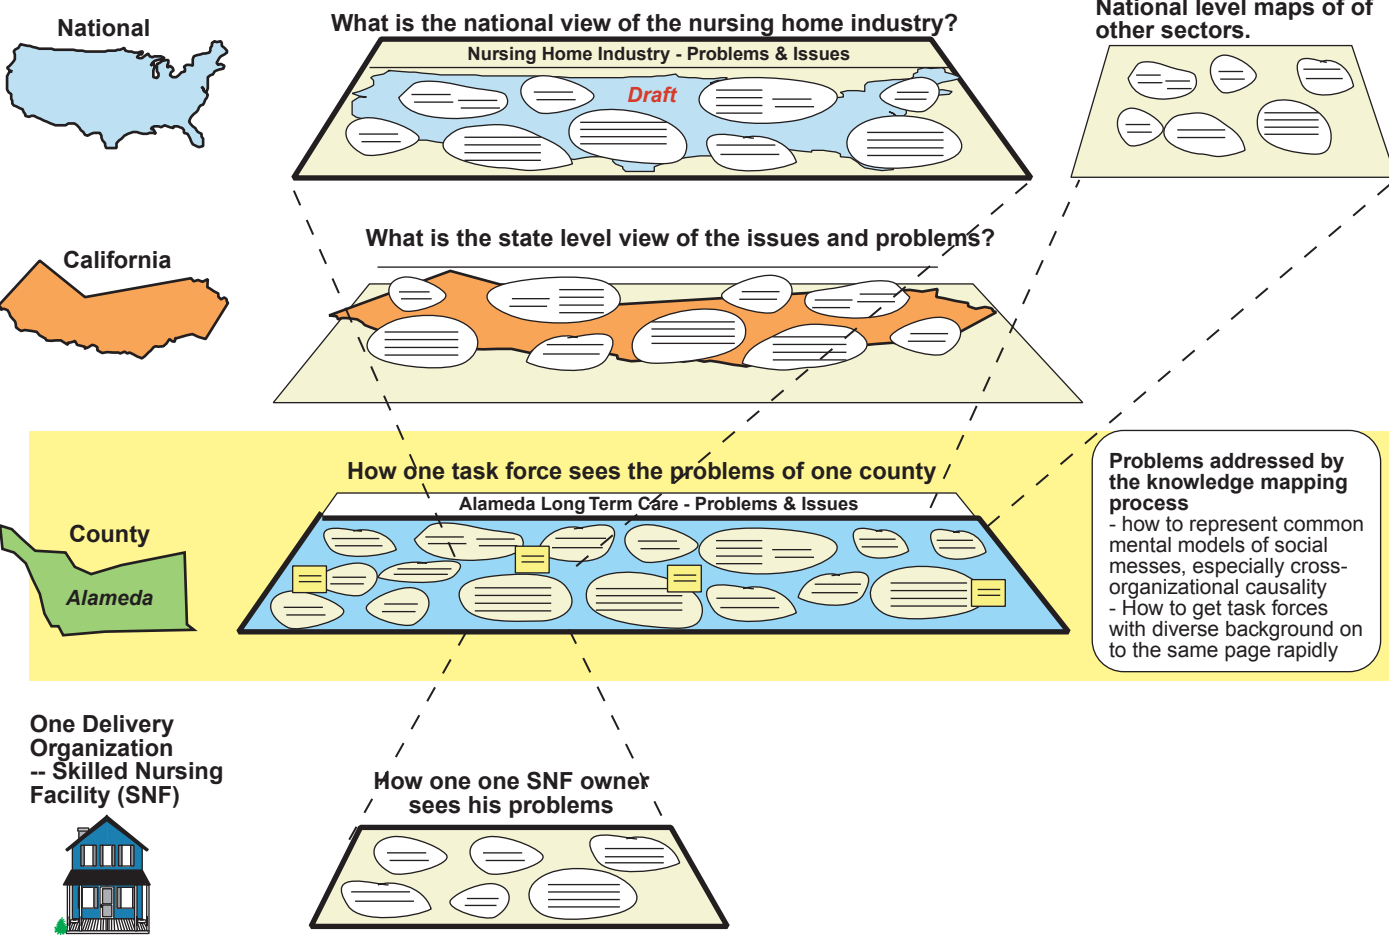 National
What is the national view of the nursing home industry?
National level maps of of
other sectors.
Nursing Home Industry - Problems & Issues
Draft
California
What is the state level view of the issues and problems?
How one task force sees the problems of one county
Alameda Long Term Care - Problems & Issues
County
Alameda
Problems addressed by
the knowledge mapping
process
- how to represent common
mental models of social
messes, especially cross-
organizational causality
- How to get task forces
with diverse background on
to the same page rapidly
One Delivery
Organization
-- Skilled Nursing
Facility (SNF)
How one one SNF owner
sees his problems